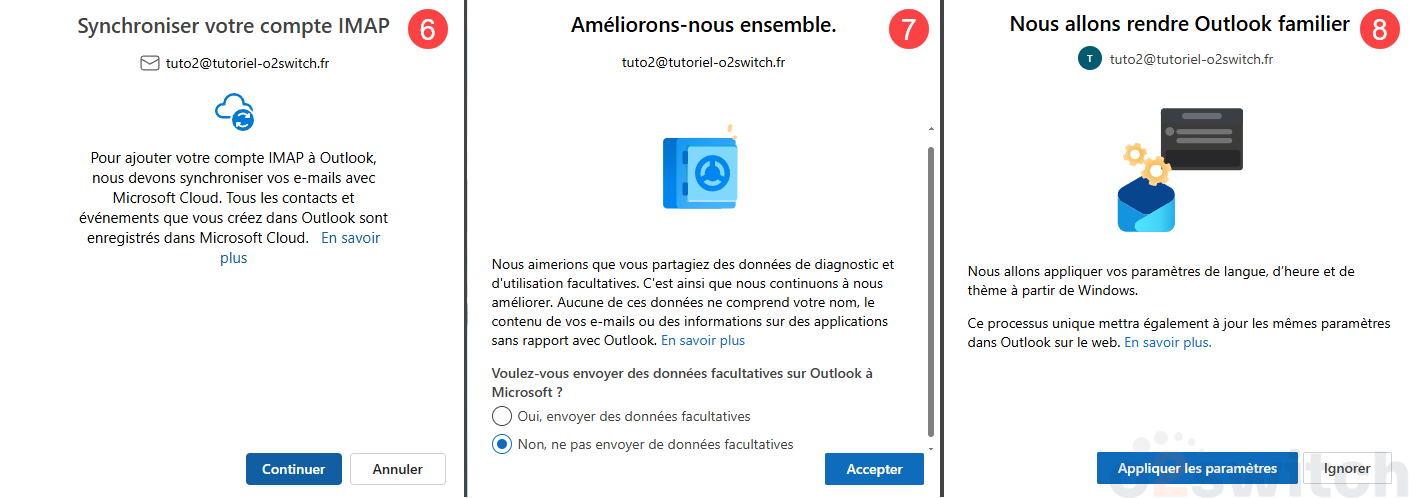 Synchroniser votre compte IMAP
6
tuto2@tutoriel-o2switch.fr
Pour ajouter votre compte IMAP à Outlook,
nous devons synchroniser vos e-mails avec
Microsoft Cloud. Tous les contacts et
événements que vous créez dans Outlook sont
enregistrés dans Microsoft Cloud. En savoir
plus
Continuer
Annuler
Améliorons-nous ensemble.
7
tuto2@tutoriel-o2switch.fr
Nous aimerions que vous partagiez des données de diagnostic et
d'utilisation facultatives. C'est ainsi que nous continuons à nous
améliorer. Aucune de ces données ne comprend votre nom, le
contenu de vos e-mails ou des informations sur des applications
sans rapport avec Outlook. En savoir plus
Voulez-vous envoyer des données facultatives sur Outlook à
Microsoft ?
Oui, envoyer des données facultatives
Non, ne pas envoyer de données facultatives
Accepter
Nous allons rendre Outlook familier
8
T
tuto2@tutoriel-o2switch.fr
Nous allons appliquer vos paramètres de langue, d'heure et de
thème à partir de Windows.
Ce processus unique mettra également à jour les mêmes paramètres
dans Outlook sur le web. En savoir plus.
Appliquer les paramètres
Ignorer
o2switch